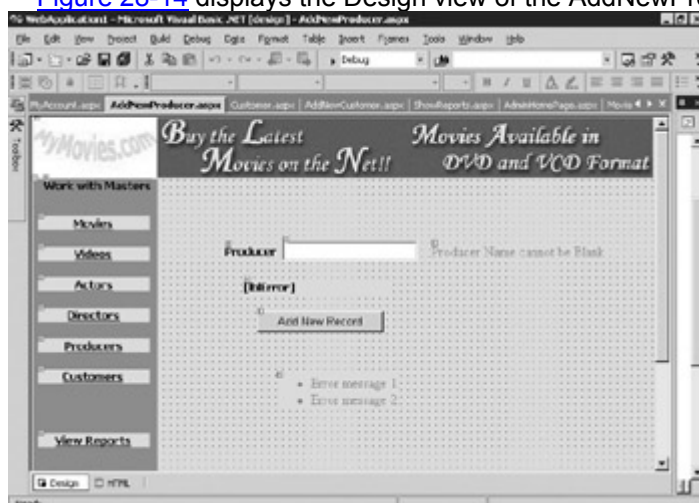 Figure 28-14 displays the Design view of the AddNewPro
WebApplication1 - Microsoft Visual Basic .NET [design] - AddNewProducer.aspx
File Edit View Project Build Debug Data Format Table Insert Frames Tools Window Help
Debug
MyAccount.aspx AddNewProducer.aspx Customer.aspx AddNewCustomer.aspx ShowReports.aspx AdminHomePage.aspx Movie
Toolbox
MyMovies.com
Buy the Latest
Movies on the Net!!
Movies Available in
DVD and VCD Format
Work with Masters
Movies
Videos
Actors
Directors
Producers
Customers
View Reports
Producer
Producer Name cannot be Blank
[lblError]
Add New Record
Error message 1.
Error message 2.
Design HTML